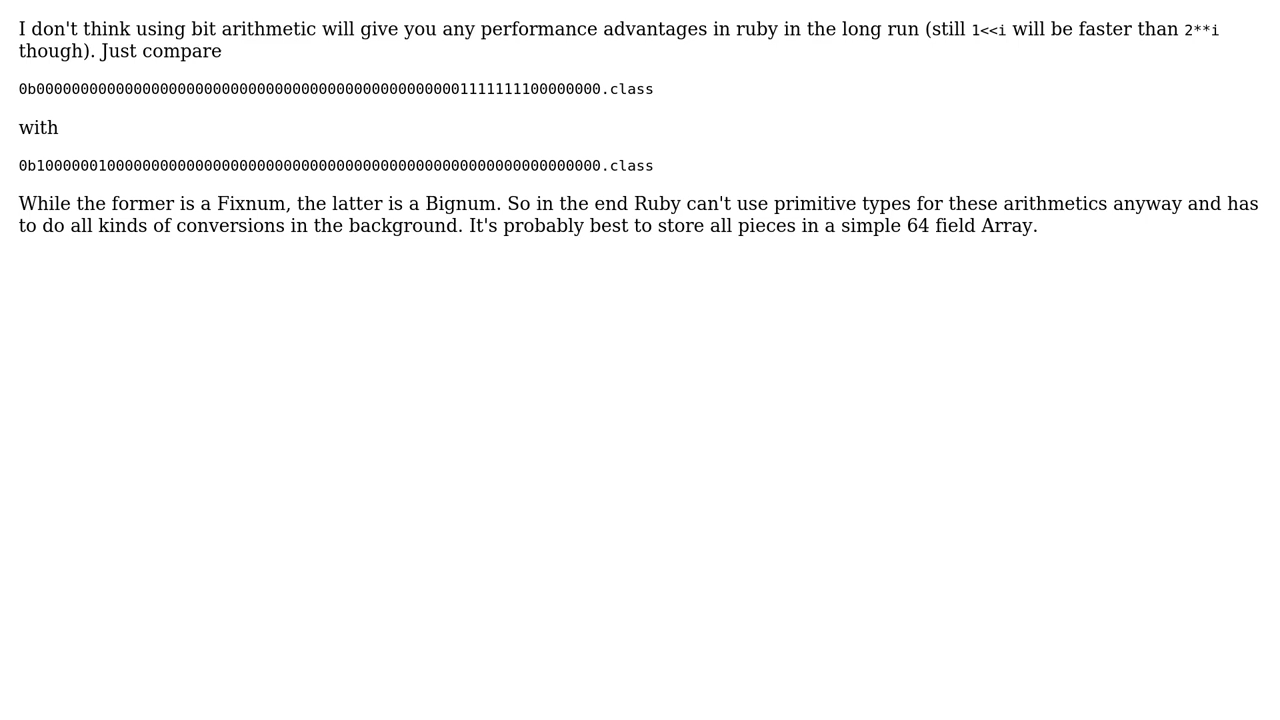 I don't think using bit arithmetic will give you any performance advantages in ruby in the long run (still 1<<i will be faster than 2**i
though). Just compare
0b0000000000000000000000000000000000000000000000001111111100000000.class
with
0b1000000100000000000000000000000000000000000000000000000000000000.class
While the former is a Fixnum, the latter is a Bignum. So in the end Ruby can't use primitive types for these arithmetics anyway and has
to do all kinds of conversions in the background. It's probably best to store all pieces in a simple 64 field Array.